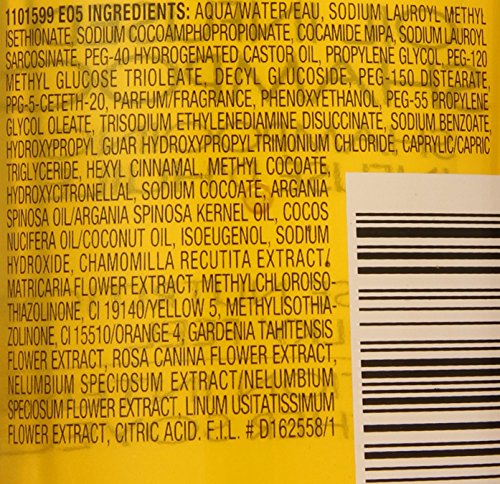 1101599 E05 INGREDIENTS: AQUA/WATER/EAU, SODIUM LAUROYL METHYL
ISETHIONATE, SODIUM COCOAMPHOPROPIONATE, COCAMIDE MIPA, SODIUM LAUROYL
SARCOSINATE, PEG-40 HYDROGENATED CASTOR OIL, PROPYLENE GLYCOL, PEG-120
METHYL GLUCOSE TRIOLEATE, DECYL GLUCOSIDE, PEG-150 DISTEARATE,
PPG-5-CETETH-20, PARFUM/FRAGRANCE, PHENOXYETHANOL, PEG-55 PROPYLENE
GLYCOL OLEATE, TRISODIUM ETHYLENEDIAMINE DISUCCINATE, SODIUM BENZOATE,
HYDROXYPROPYL GUAR HYDROXYPROPYLTRIMONIUM CHLORIDE, CAPRYLIC/CAPRIC
TRIGLYCERIDE, HEXYL CINNAMAL, METHYL COCOATE,
HYDROXYCITRONELLAL, SODIUM COCOATE, ARGANIA
SPINOSA OIL/ARGANIA SPINOSA KERNEL OIL, COCOS
NUCIFERA OIL/COCONUT OIL, ISOEUGENOL, SODIUM
HYDROXIDE, CHAMOMILLA RECUTITA EXTRACT/
MATRICARIA FLOWER EXTRACT, METHYLCHLOROISO-
THIAZOLINONE, CI 19140/YELLOW 5, METHYLISOTHIA-
ZOLINONE, CI 15510/ORANGE 4, GARDENIA TAHITENSIS
FLOWER EXTRACT, ROSA CANINA FLOWER EXTRACT,
NELUMBIUM SPECIOSUM EXTRACT/NELUMBIUM
SPECIOSUM FLOWER EXTRACT, LINUM USITATISSIMUM
FLOWER EXTRACT, CITRIC ACID. F.I.L. # D162558/1